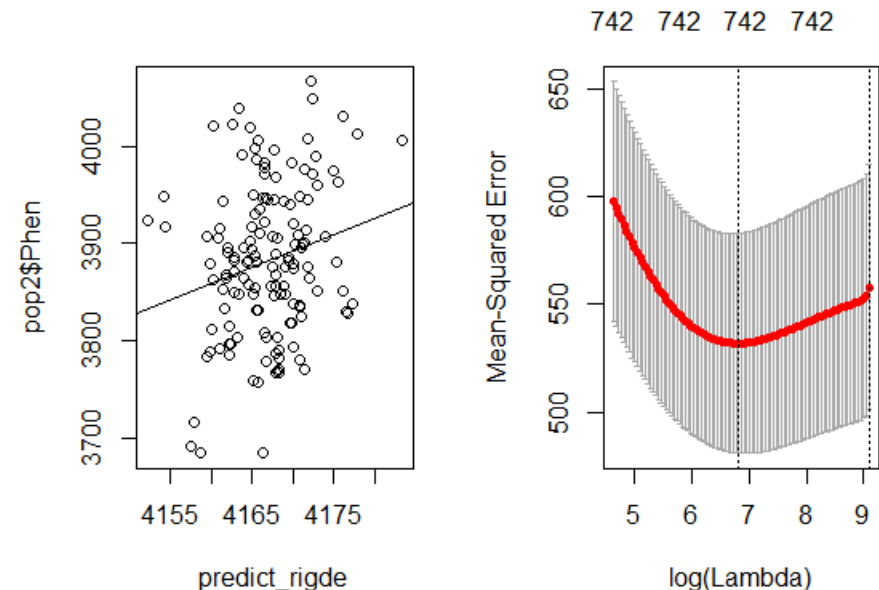 pop2$Phen
4000
3900
3800
3700
4155 4165 4175
predict_rigde
742 742 742 742
Mean-Squared Error
650
600
550
500
5 6 7 8 9
log(Lambda)